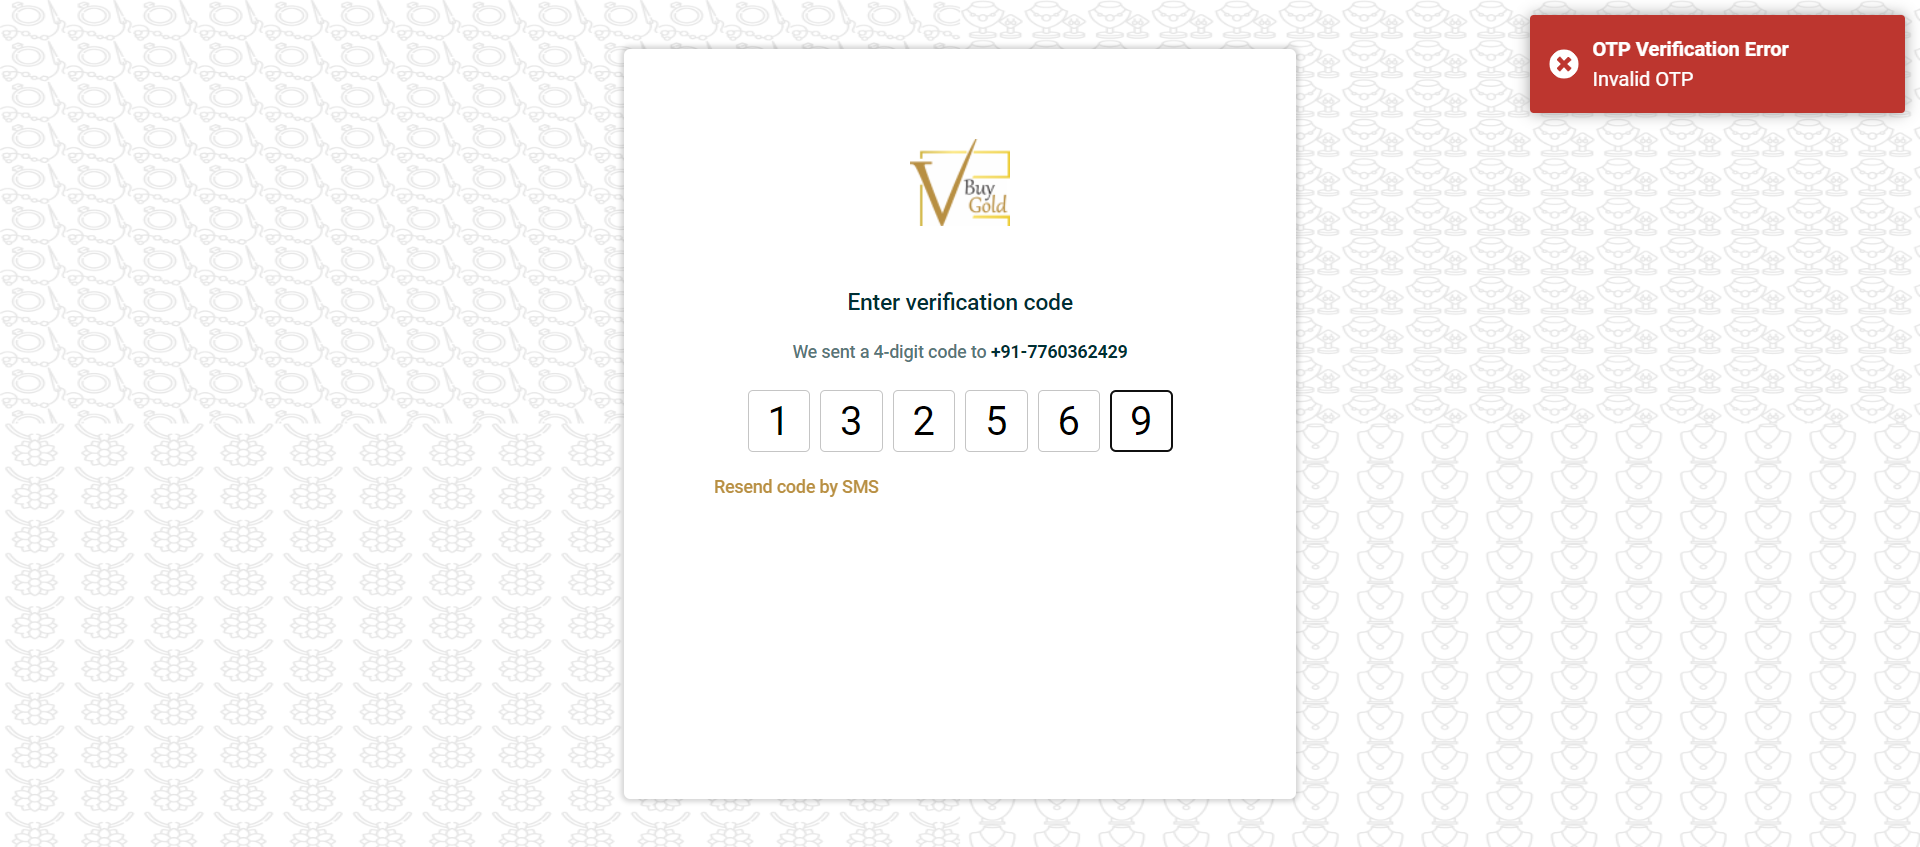 OTP Verification Error
Invalid OTP
V Buy
Gold
Enter verification code
We sent a 4-digit code to +91-7760362429
1 3 2 5 6 9
Resend code by SMS